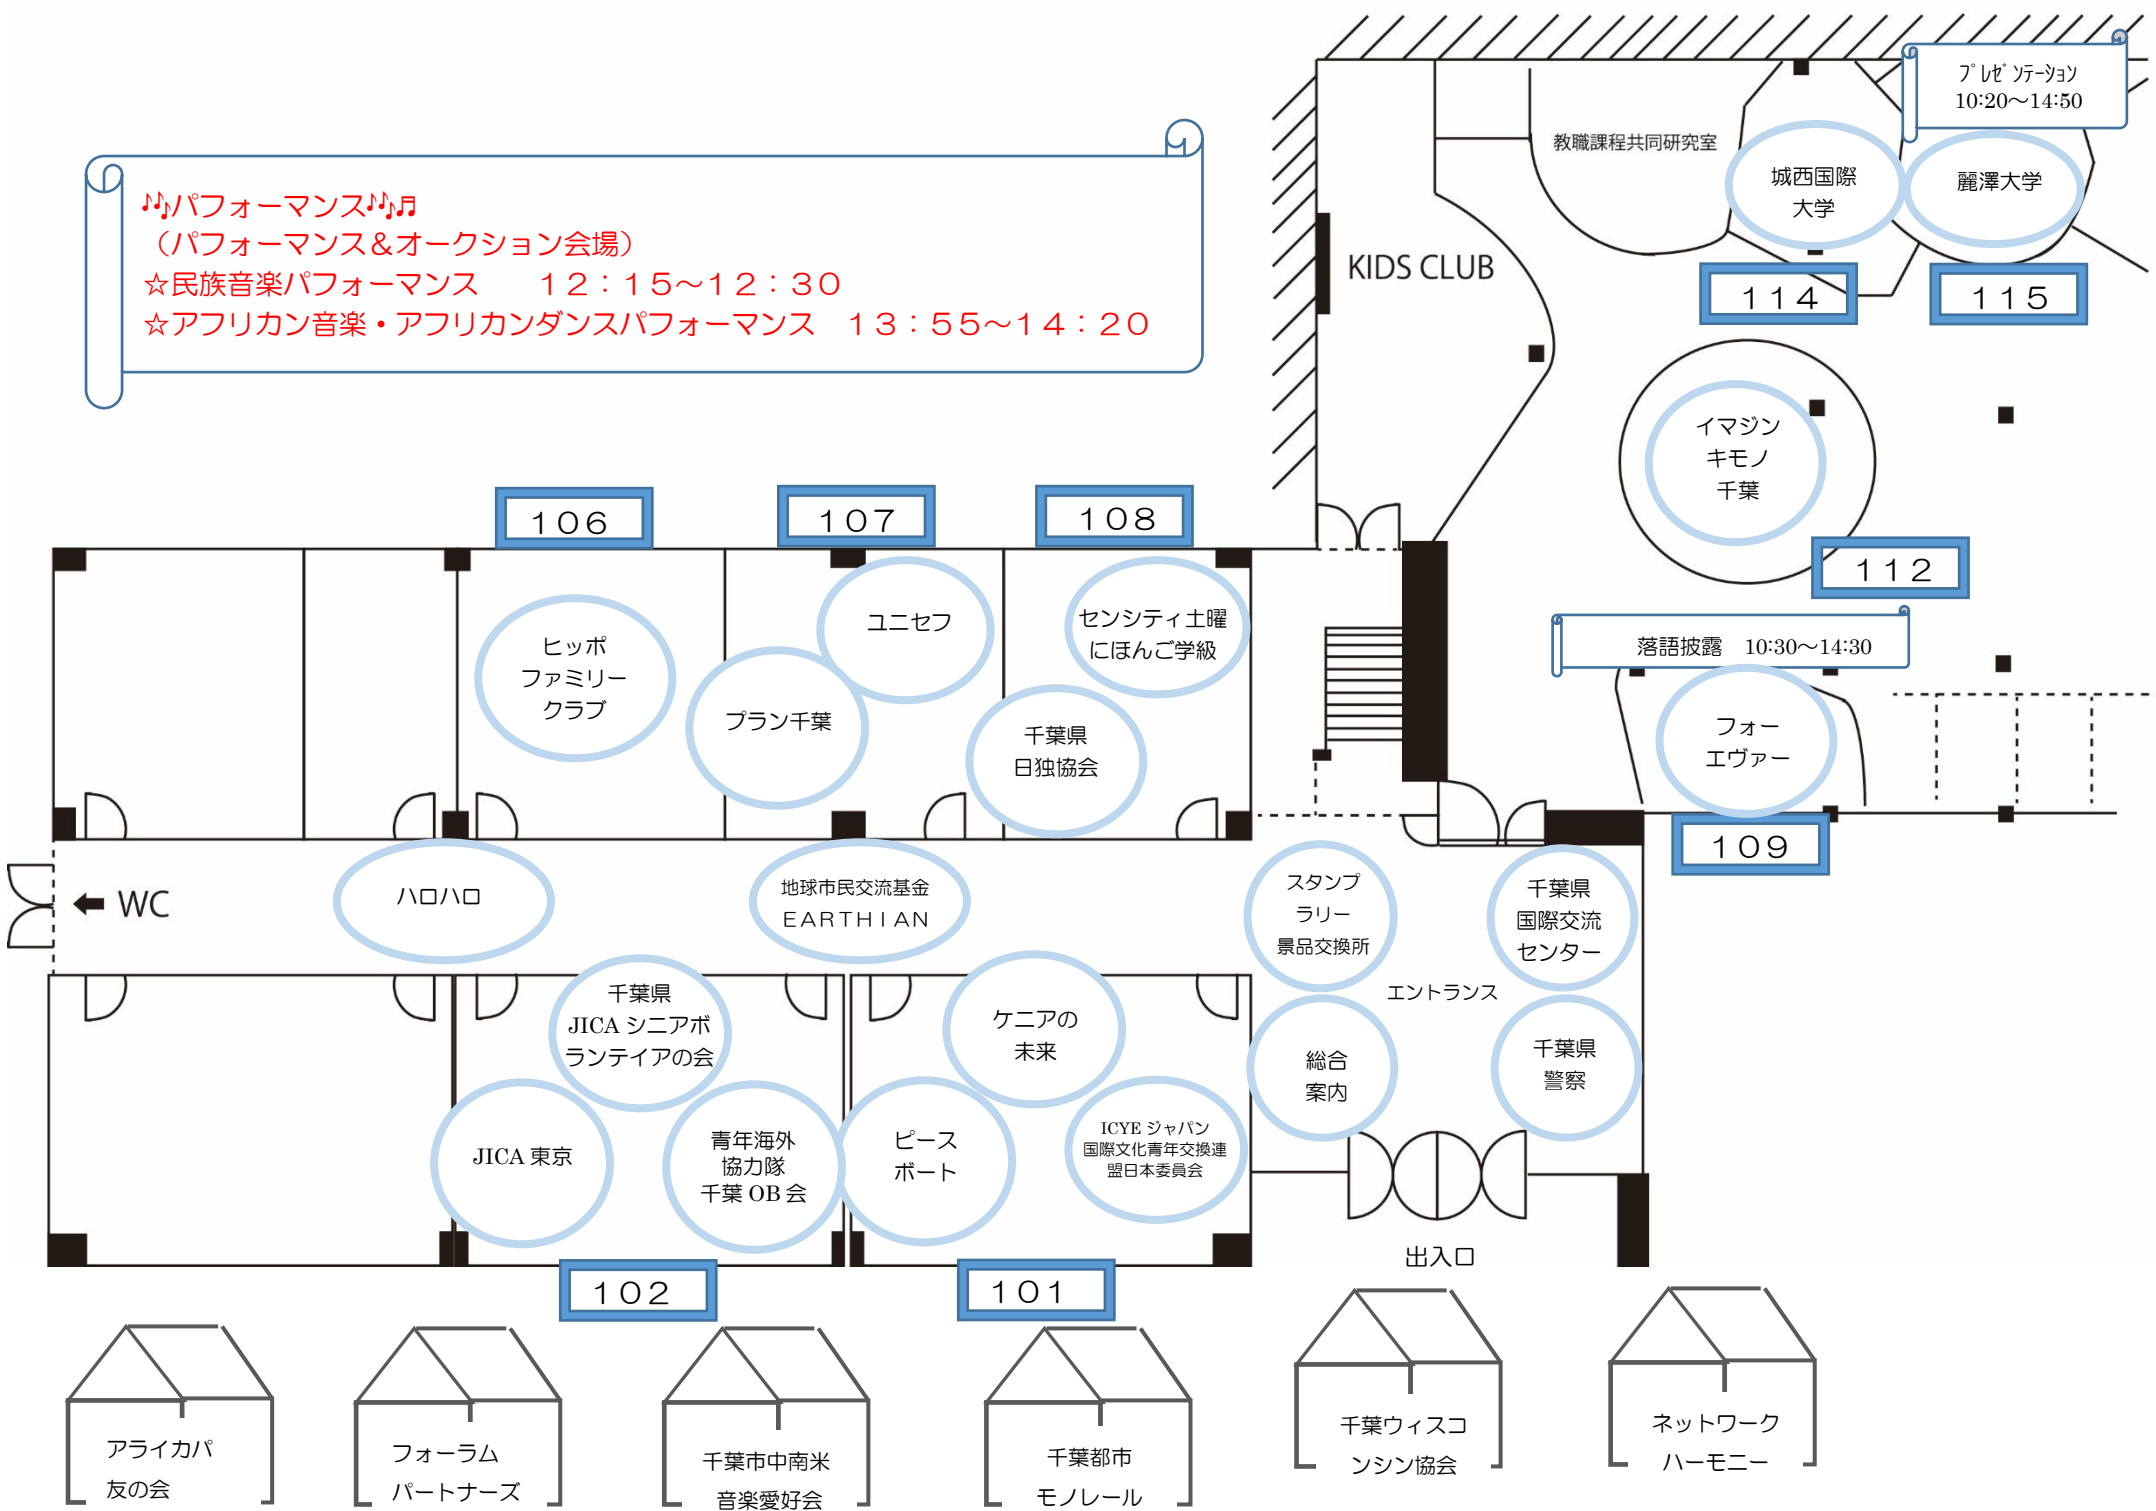 プレゼンテーション
10:20～14:50
♪♪パフォーマンス♪♪♬
（パフォーマンス＆オークション会場）
☆民族音楽パフォーマンス　１２：１５～１２：３０
☆アフリカン音楽・アフリカンダンスパフォーマンス　１３：５５～１４：２０
教職課程共同研究室
城西国際
大学
麗澤大学
KIDS CLUB
１１４
１１５
イマジン
キモノ
千葉
１１２
１０６
１０７
１０８
ヒッポ
ファミリー
クラブ
ユニセフ
プラン千葉
センシティ土曜
にほんご学級
千葉県
日独協会
落語披露　10:30～14:30
フォー
エヴァー
１０９
← WC
ハロハロ
地球市民交流基金
ＥＡＲＴＨＩＡＮ
スタンプ
ラリー
景品交換所
千葉県
国際交流
センター
エントランス
総合
案内
千葉県
警察
千葉県
JICA シニアボ
ランテイアの会
JICA 東京
青年海外
協力隊
千葉 OB 会
ケニアの
未来
ピース
ボート
ICYE ジャパン
国際文化青年交換連
盟日本委員会
出入口
１０２
１０１
アライカパ
友の会
フォーラム
パートナーズ
千葉市中南米
音楽愛好会
千葉都市
モノレール
千葉ウィスコ
ンシン協会
ネットワーク
ハーモニー